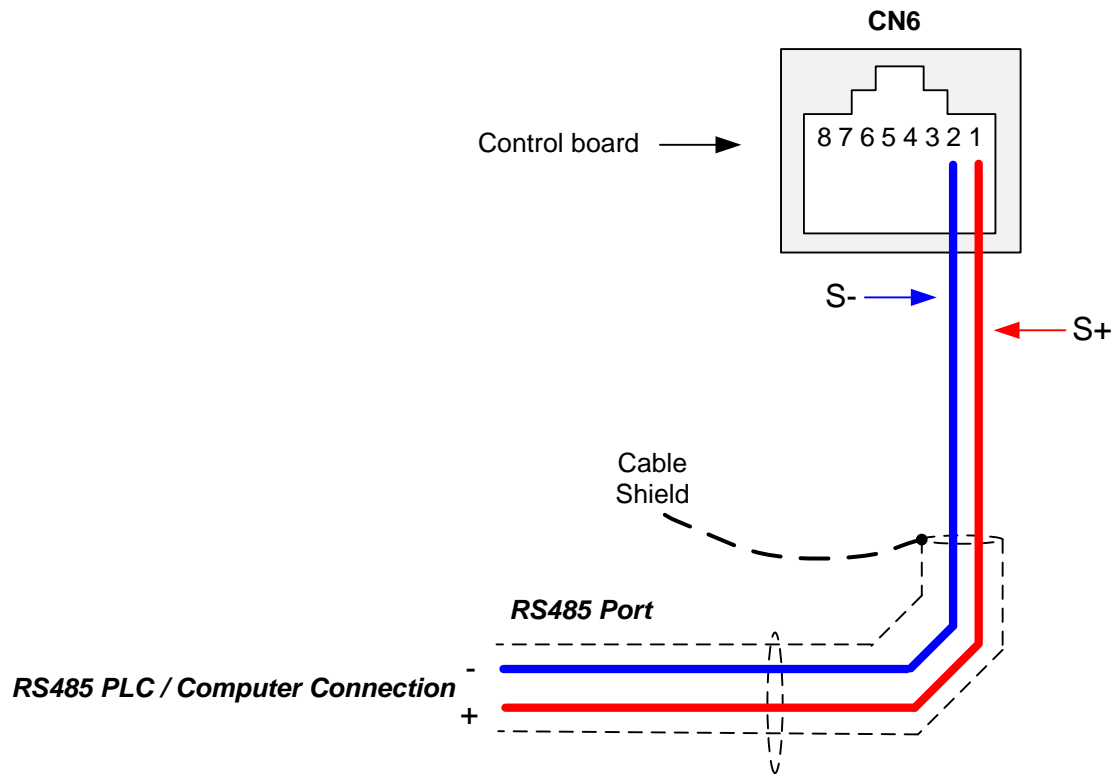 CN6
Control board
8 7 6 5 4 3 2 1
S-
S+
Cable
Shield
RS485 Port
-
RS485 PLC / Computer Connection
+